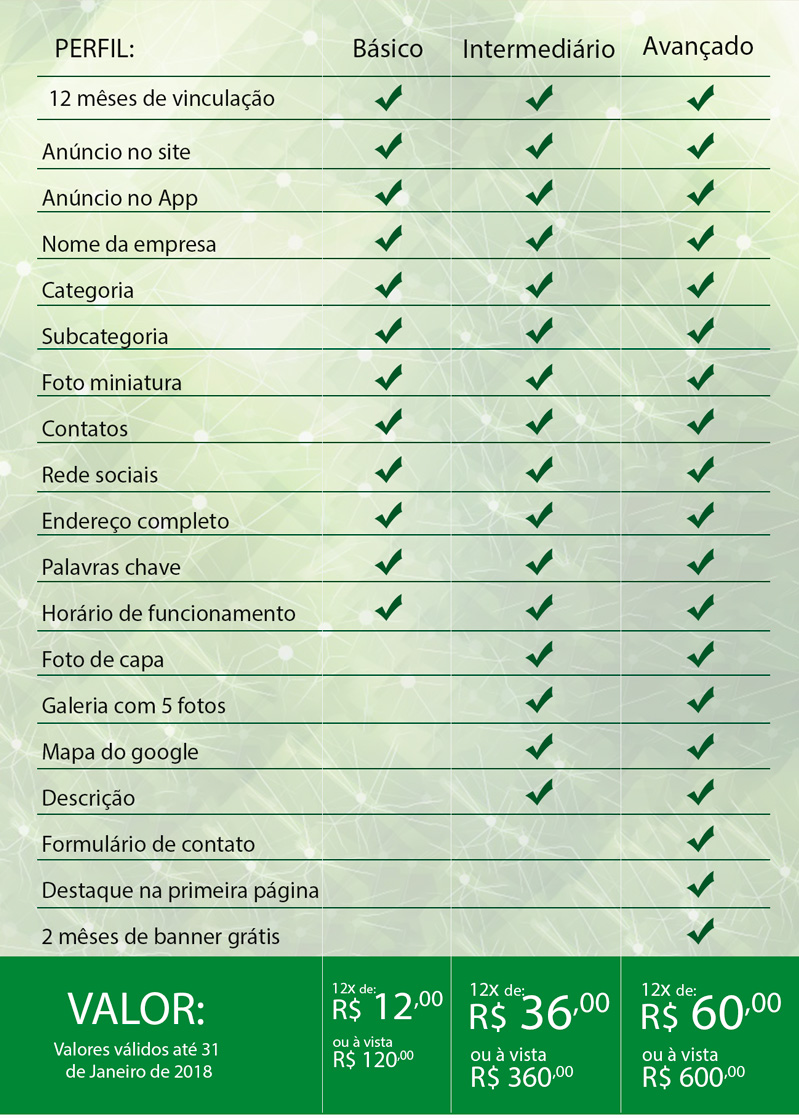 PERFIL: Básico Intermediário Avançado
12 mêses de vinculação
Anúncio no site
Anúncio no App
Nome da empresa
Categoria
Subcategoria
Foto miniatura
Contatos
Rede sociais
Endereço completo
Palavras chave
Horário de funcionamento
Foto de capa
Galeria com 5 fotos
Mapa do google
Descrição
Formulário de contato
Destaque na primeira página
2 mêses de banner grátis
VALOR:
Valores válidos até 31
de Janeiro de 2018
12x de:
R$ 12,00
ou à vista
R$ 120,00
12x de:
R$ 36,00
ou à vista
R$ 360,00
12x de:
R$ 60,00
ou à vista
R$ 600,00